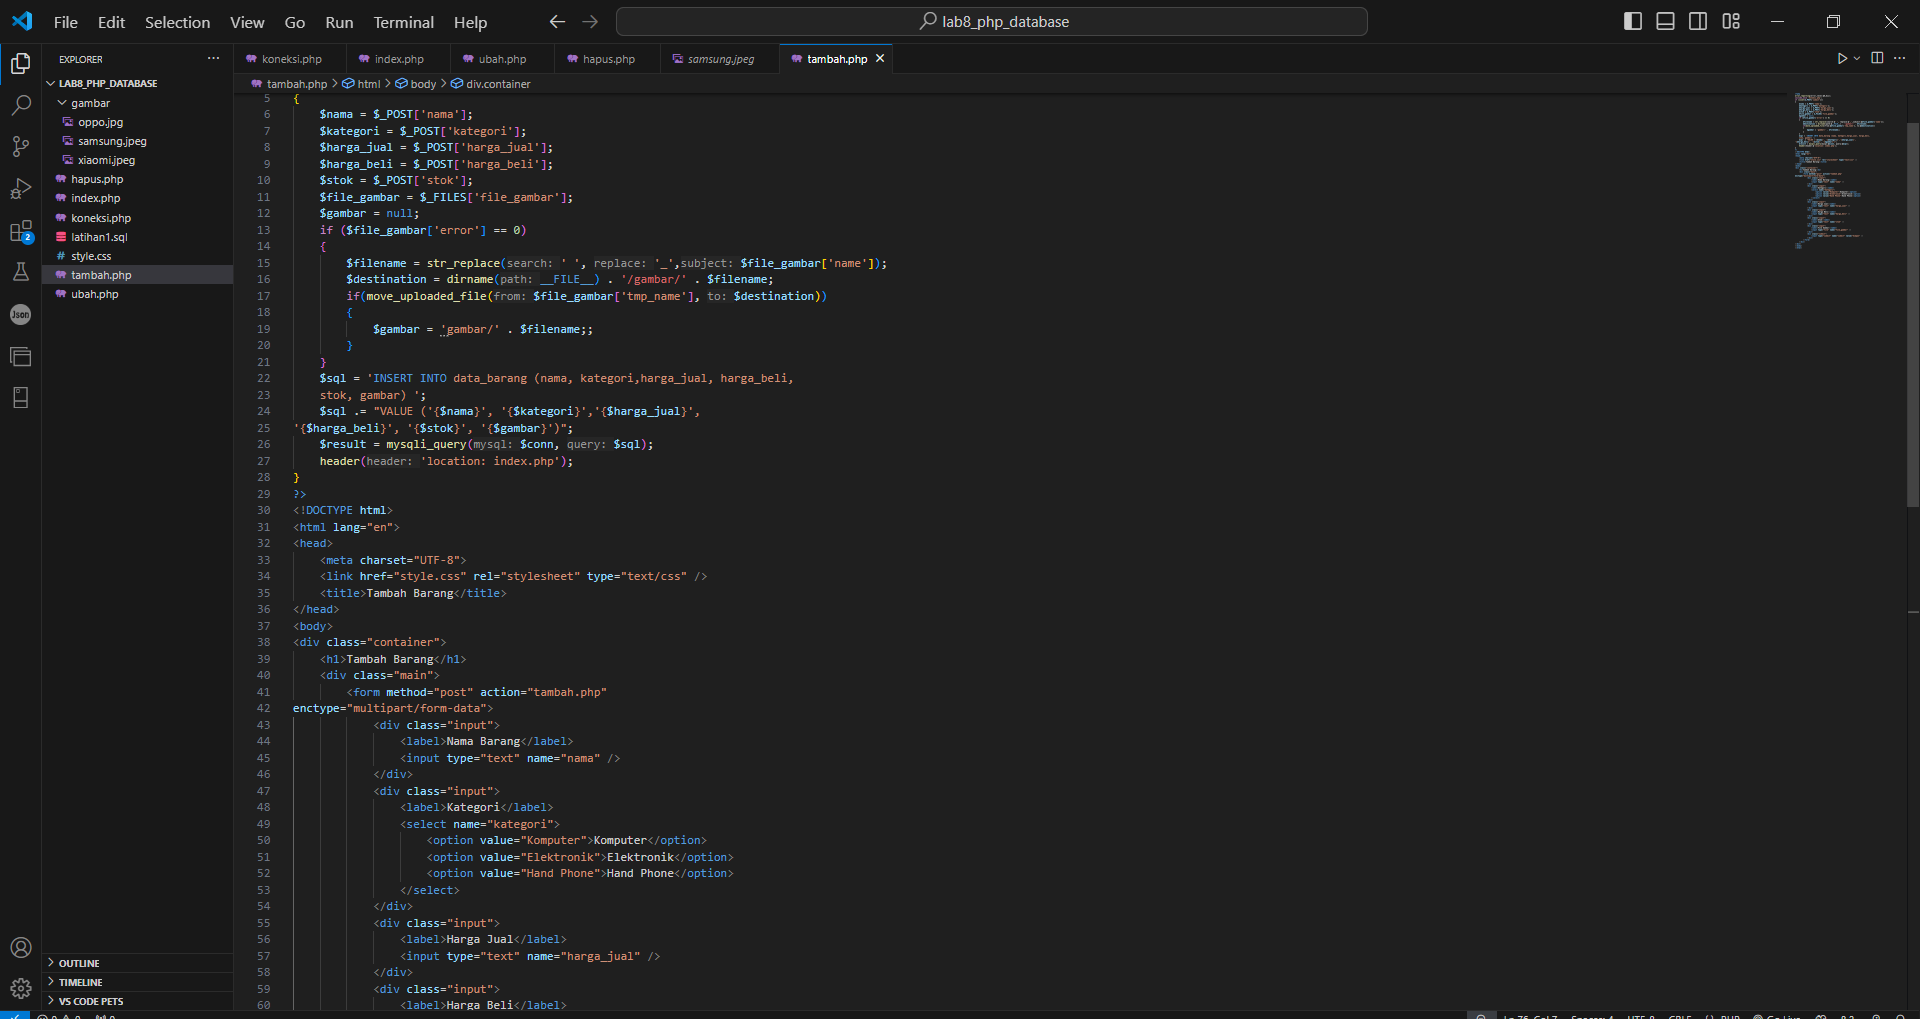 File Edit Selection View Go Run Terminal Help
lab8_php_database
EXPLORER
koneksi.php
index.php
ubah.php
hapus.php
samsung.jpeg
tambah.php
tambah.php > html > body > div.container
LAB8_PHP_DATABASE
gambar
oppo.jpg
samsung.jpeg
xiaomi.jpeg
hapus.php
index.php
koneksi.php
latihan1.sql
style.css
tambah.php
ubah.php
2
Json
OUTLINE
TIMELINE
VS CODE PETS
5 {
6 $nama = $_POST['nama'];
7 $kategori = $_POST['kategori'];
8 $harga_jual = $_POST['harga_jual'];
9 $harga_beli = $_POST['harga_beli'];
10 $stok = $_POST['stok'];
11 $file_gambar = $_FILES['file_gambar'];
12 $gambar = null;
13 if ($file_gambar['error'] == 0)
14 {
15 $filename = str_replace(search: ' ', replace: '_',subject: $file_gambar['name']);
16 $destination = dirname(path: __FILE__) . '/gambar/' . $filename;
17 if(move_uploaded_file(from: $file_gambar['tmp_name'], to: $destination))
18 {
19 $gambar = 'gambar/' . $filename;;
20 }
21 }
22 $sql = 'INSERT INTO data_barang (nama, kategori,harga_jual, harga_beli,
23 stok, gambar) ';
24 $sql .= "VALUE ('{$nama}', '{$kategori}','{$harga_jual}',
25 '{$harga_beli}', '{$stok}', '{$gambar}')";
26 $result = mysqli_query(mysql: $conn, query: $sql);
27 header(header: 'location: index.php');
28 }
29 ?>
30 <!DOCTYPE html>
31 <html lang="en">
32 <head>
33 <meta charset="UTF-8">
34 <link href="style.css" rel="stylesheet" type="text/css" />
35 <title>Tambah Barang</title>
36 </head>
37 <body>
38 <div class="container">
39 <h1>Tambah Barang</h1>
40 <div class="main">
41 <form method="post" action="tambah.php"
42 enctype="multipart/form-data">
43 <div class="input">
44 <label>Nama Barang</label>
45 <input type="text" name="nama" />
46 </div>
47 <div class="input">
48 <label>Kategori</label>
49 <select name="kategori">
50 <option value="Komputer">Komputer</option>
51 <option value="Elektronik">Elektronik</option>
52 <option value="Hand Phone">Hand Phone</option>
53 </select>
54 </div>
55 <div class="input">
56 <label>Harga Jual</label>
57 <input type="text" name="harga_jual" />
58 </div>
59 <div class="input">
60 <label>Harga Beli</label>